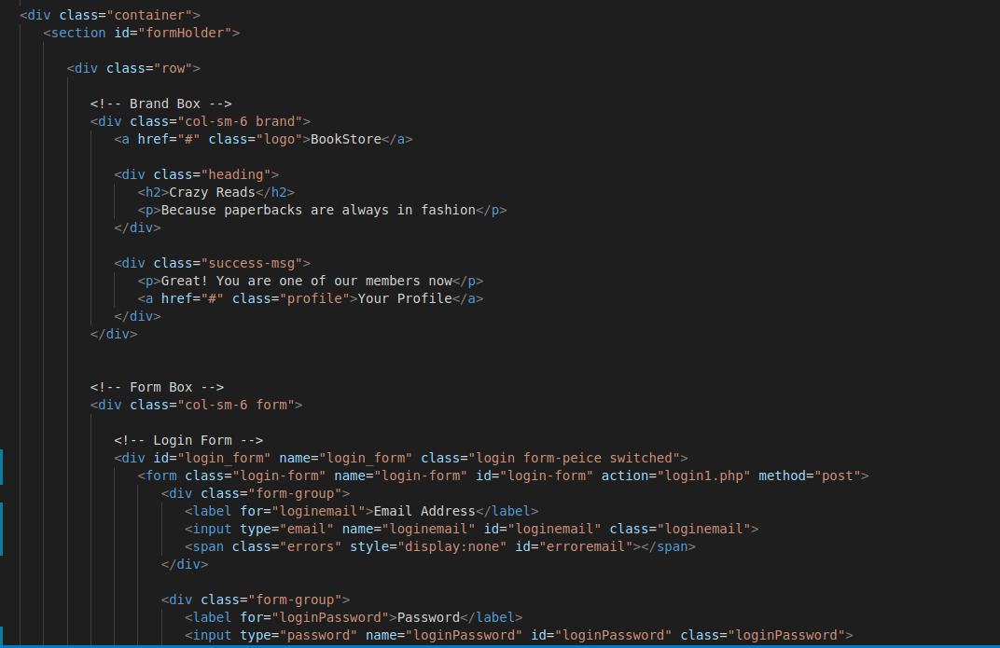 <div class="container">
<section id="formHolder">
<div class="row">
<!-- Brand Box -->
<div class="col-sm-6 brand">
<a href="#" class="logo">BookStore</a>
<div class="heading">
<h2>Crazy Reads</h2>
<p>Because paperbacks are always in fashion</p>
</div>
<div class="success-msg">
<p>Great! You are one of our members now</p>
<a href="#" class="profile">Your Profile</a>
</div>
</div>
<!-- Form Box -->
<div class="col-sm-6 form">
<!-- Login Form -->
<div id="login_form" name="login_form" class="login form-peice switched">
<form class="login-form" name="login-form" id="login-form" action="login1.php" method="post">
<div class="form-group">
<label for="loginemail">Email Address</label>
<input type="email" name="loginemail" id="loginemail" class="loginemail">
<span class="errors" style="display:none" id="erroremail"></span>
</div>
<div class="form-group">
<label for="loginPassword">Password</label>
<input type="password" name="loginPassword" id="loginPassword" class="loginPassword">